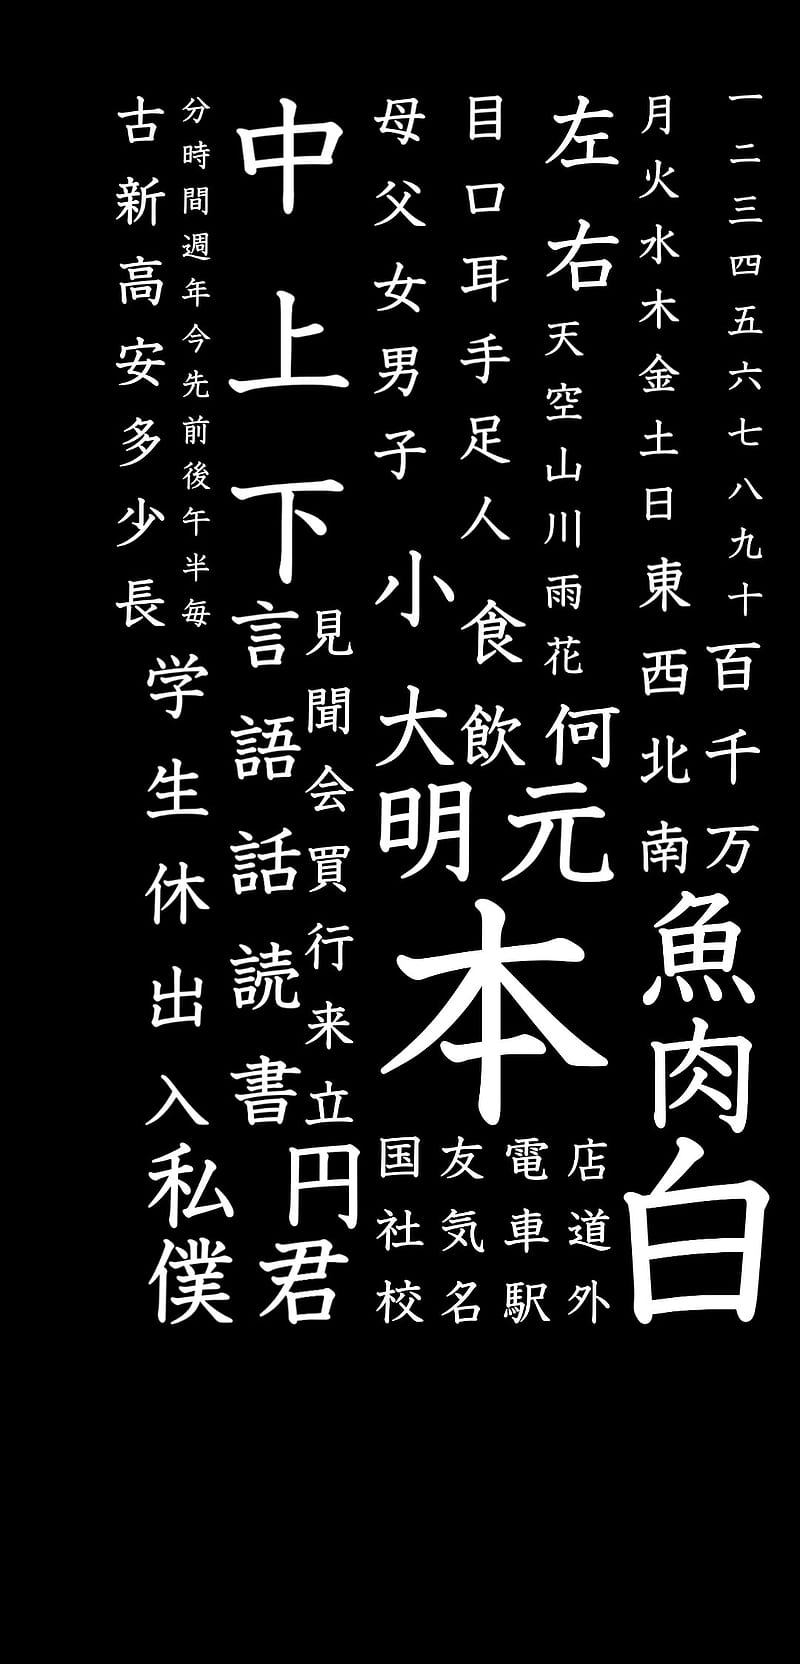 一二三四五六七八九十
百千万
月火水木金土日
東西北南
魚肉
白
左右
天空山川雨花
何
目口耳手足人
食飲
母父女男子
小大
明元
本
店道外
電車駅
友気名
国社校
中上下
見聞会買行来立
言語話読書
円
君
分時間週年今先前後午半毎
古新高安多少長
学生休出入
私
僕